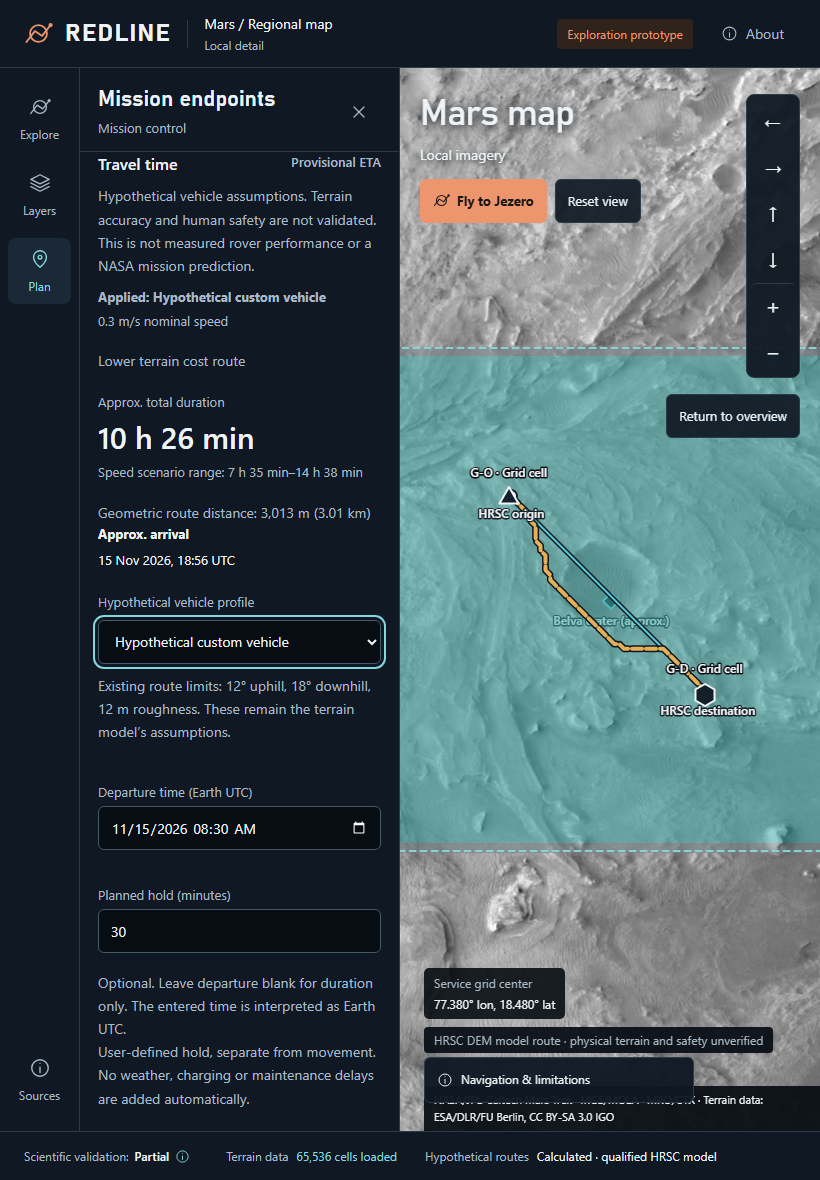 REDLINE
Mars / Regional map
Local detail
Exploration prototype
About
Explore
Layers
Plan
Sources
Mission endpoints
Mission control
Travel time
Provisional ETA
Hypothetical vehicle assumptions. Terrain
accuracy and human safety are not validated.
This is not measured rover performance or a
NASA mission prediction.
Applied: Hypothetical custom vehicle
0.3 m/s nominal speed
Lower terrain cost route
Approx. total duration
10 h 26 min
Speed scenario range: 7 h 35 min–14 h 38 min
Geometric route distance: 3,013 m (3.01 km)
Approx. arrival
15 Nov 2026, 18:56 UTC
Hypothetical vehicle profile
Hypothetical custom vehicle
Existing route limits: 12° uphill, 18° downhill,
12 m roughness. These remain the terrain
model’s assumptions.
Departure time (Earth UTC)
11/15/2026 08:30 AM
Planned hold (minutes)
30
Optional. Leave departure blank for duration
only. The entered time is interpreted as Earth
UTC.
User-defined hold, separate from movement.
No weather, charging or maintenance delays
are added automatically.
Mars map
Local imagery
Fly to Jezero
Reset view
←
→
↑
↓
+
−
Return to overview
G-O · Grid cell
HRSC origin
Belva (approx.)
G-D · Grid cell
HRSC destination
Service grid center
77.380° lon, 18.480° lat
HRSC DEM model route · physical terrain and safety unverified
Navigation & limitations
· Terrain data:
ESA/DLR/FU Berlin, CC BY-SA 3.0 IGO
Scientific validation: Partial
Terrain data 65,536 cells loaded
Hypothetical routes Calculated · qualified HRSC model